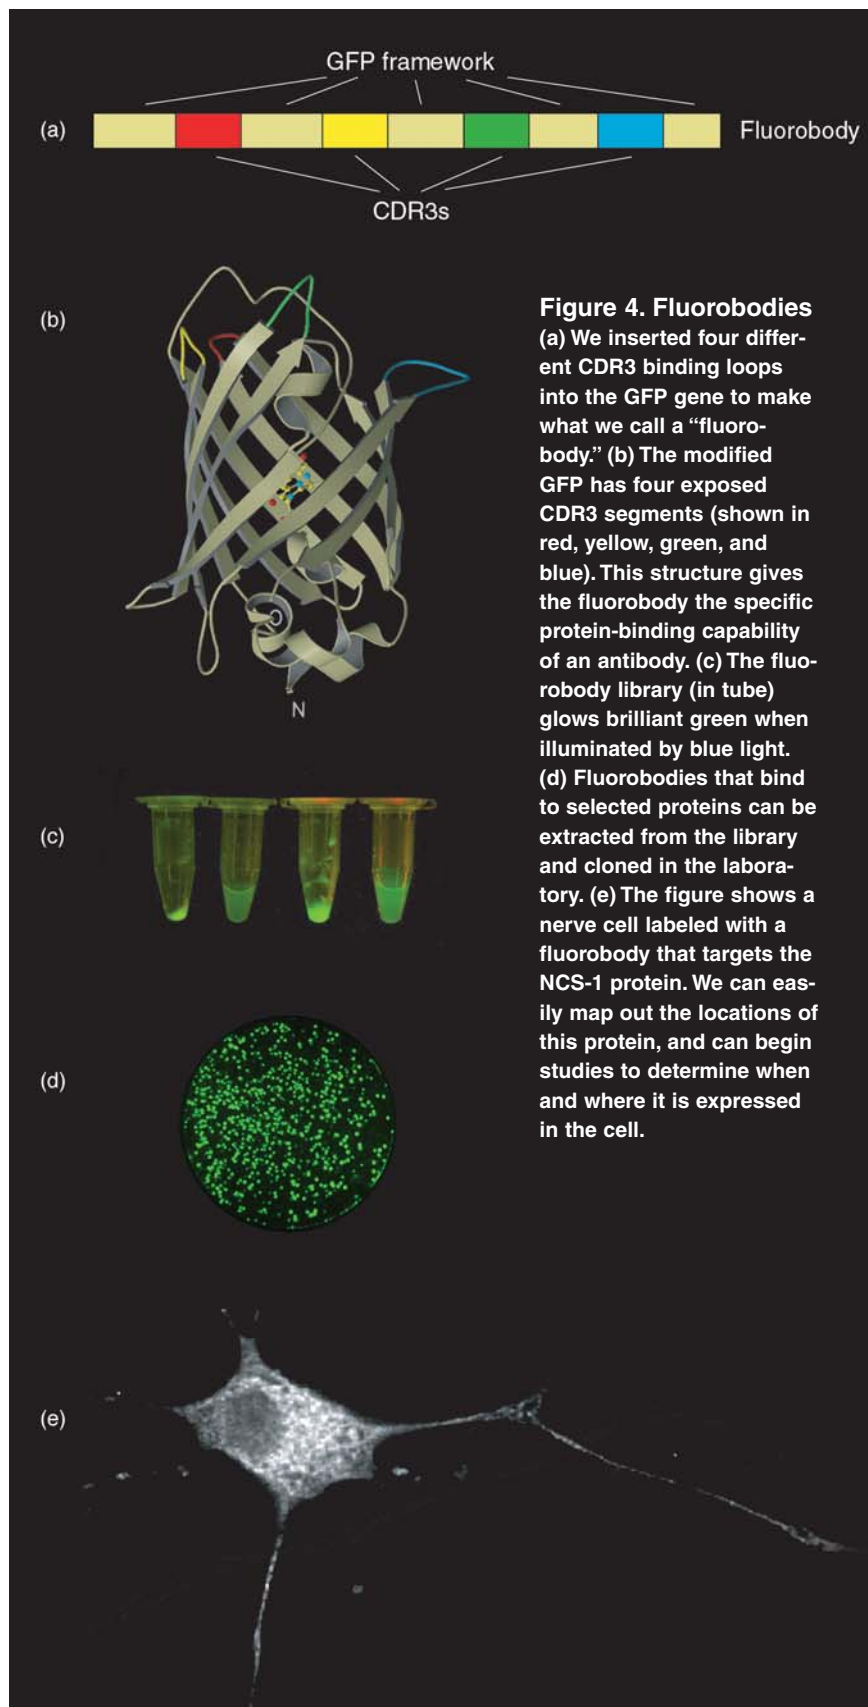 GFP framework
(a)
Fluorobody
CDR3s
(b)
N
Figure 4. Fluorobodies
(a) We inserted four differ-
ent CDR3 binding loops
into the GFP gene to make
what we call a “fluoro-
body.” (b) The modified
GFP has four exposed
CDR3 segments (shown in
red, yellow, green, and
blue). This structure gives
the fluorobody the specific
protein-binding capability
of an antibody. (c) The fluo-
robody library (in tube)
glows brilliant green when
illuminated by blue light.
(d) Fluorobodies that bind
to selected proteins can be
extracted from the library
and cloned in the labora-
tory. (e) The figure shows a
nerve cell labeled with a
fluorobody that targets the
NCS-1 protein. We can eas-
ily map out the locations of
this protein, and can begin
studies to determine when
and where it is expressed
in the cell.
(c)
(d)
(e)